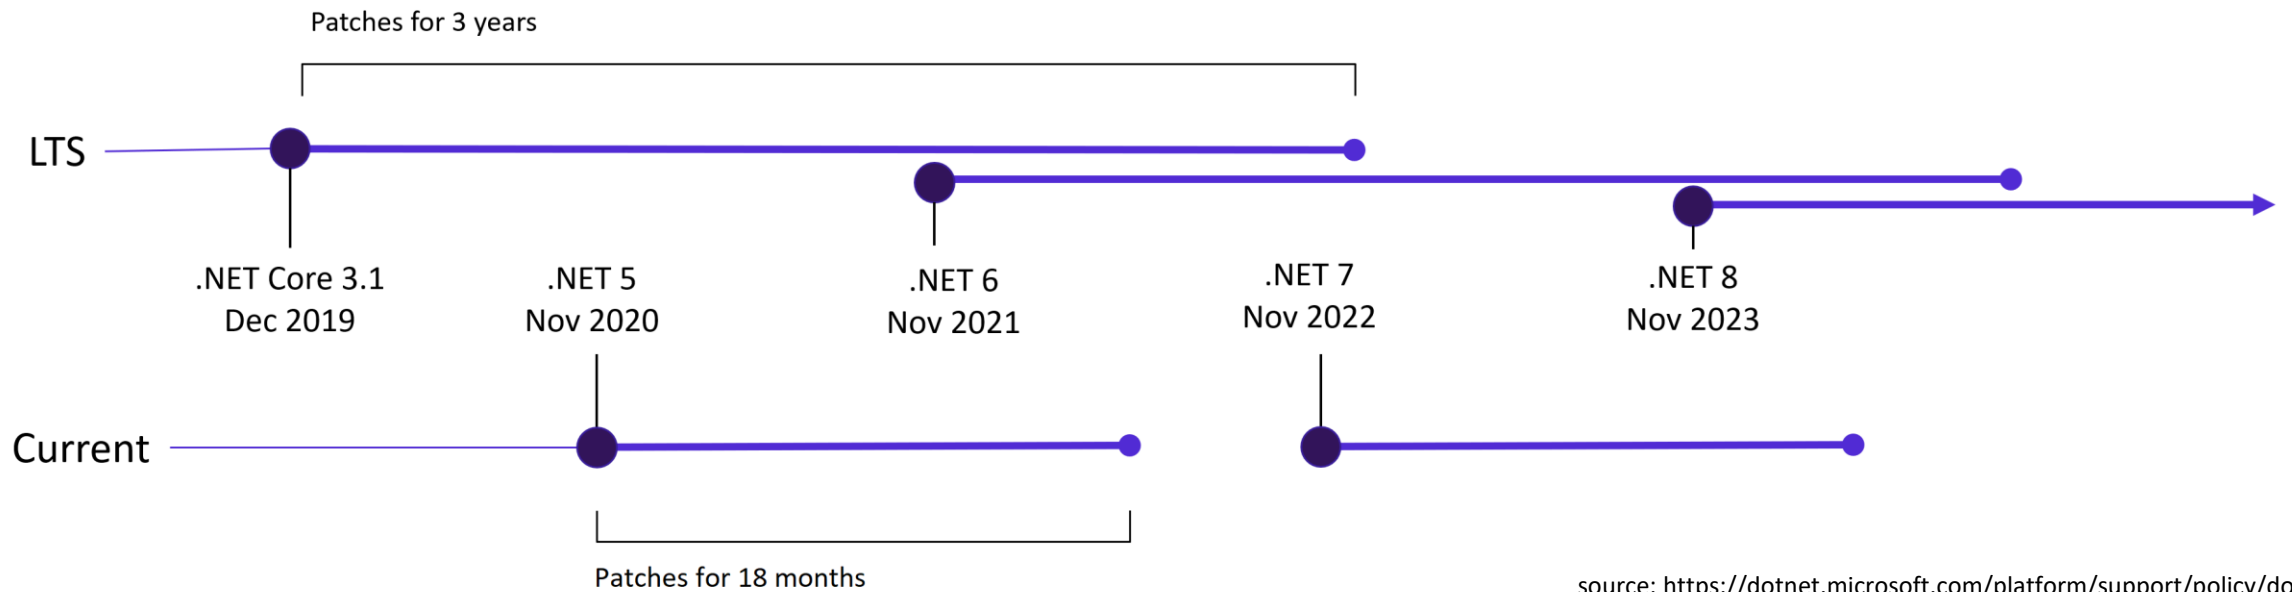 Patches for 3 years
LTS
.NET Core 3.1
Dec 2019
.NET 5
Nov 2020
.NET 6
Nov 2021
.NET 7
Nov 2022
.NET 8
Nov 2023
Current
Patches for 18 months
source: https://dotnet.microsoft.com/platform/support/policy/do